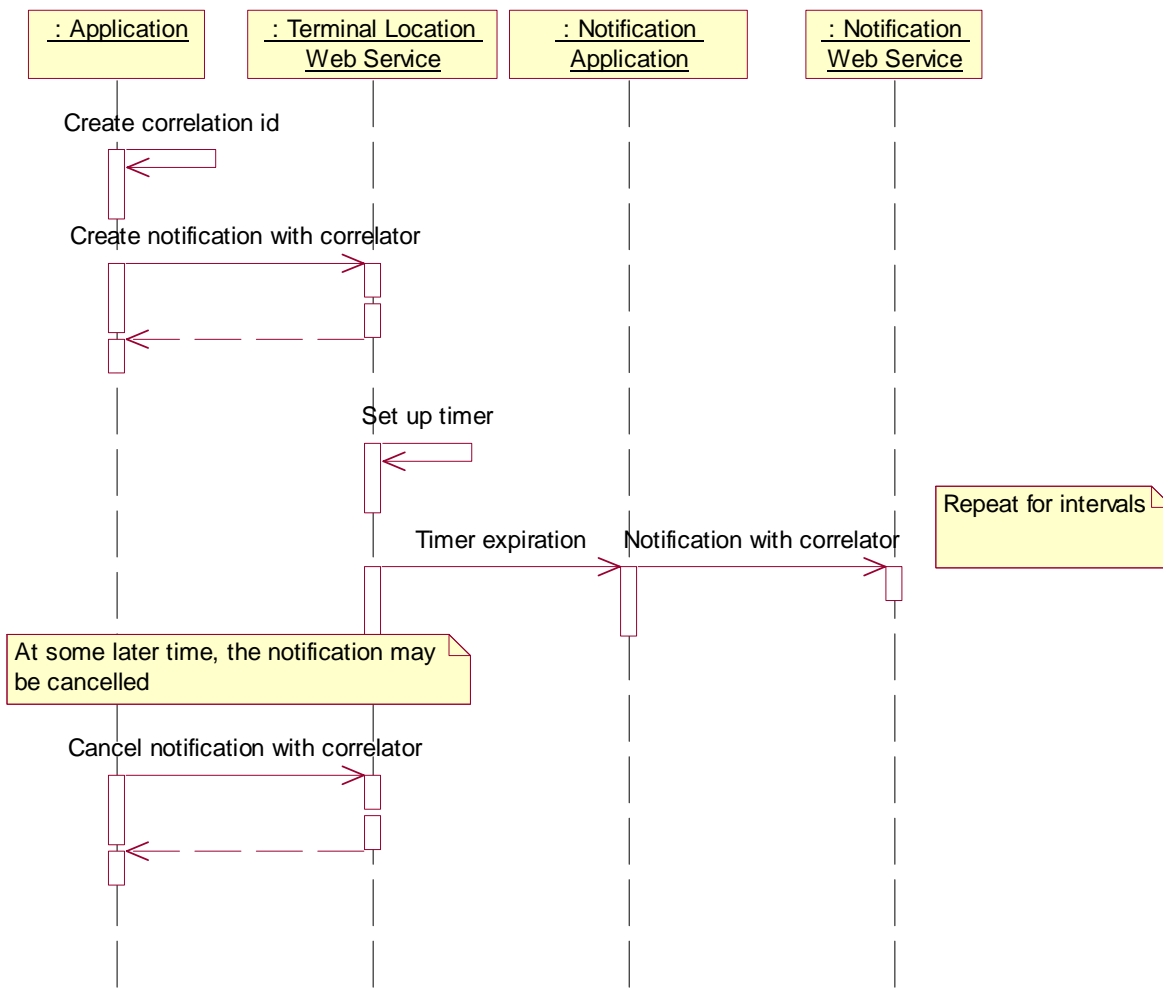 : Application
: Terminal Location
Web Service
: Notification
Application
: Notification
Web Service
Create correlation id
Create notification with correlator
Set up timer
Repeat for intervals
Timer expiration
Notification with correlator
At some later time, the notification may
be cancelled
Cancel notification with correlator